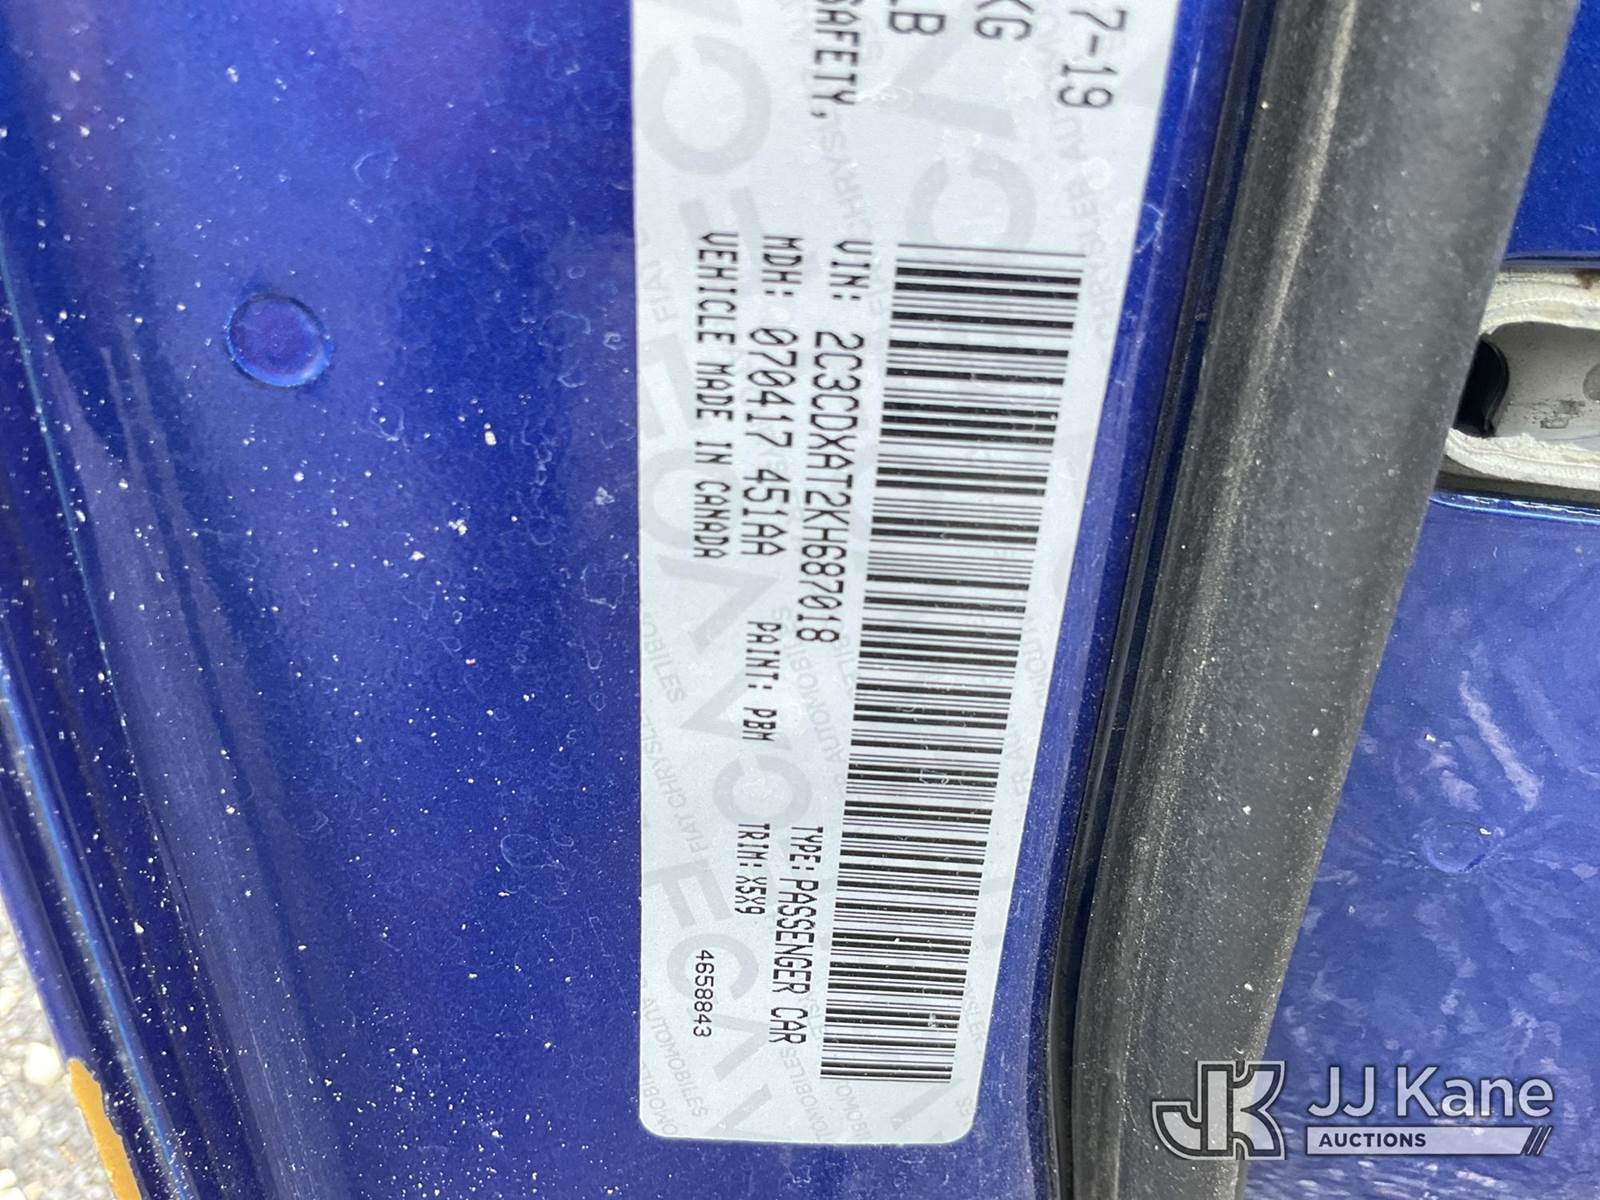 7-19
KG
LB
SAFETY,
VIN: 2C3CDXAT2KH687018
TYPE: PASSENGER CAR
MDH: 070417 451AA PAINT: PBM TRIM: X5X9
VEHICLE MADE IN CANADA
4658843
JK JJ Kane
AUCTIONS